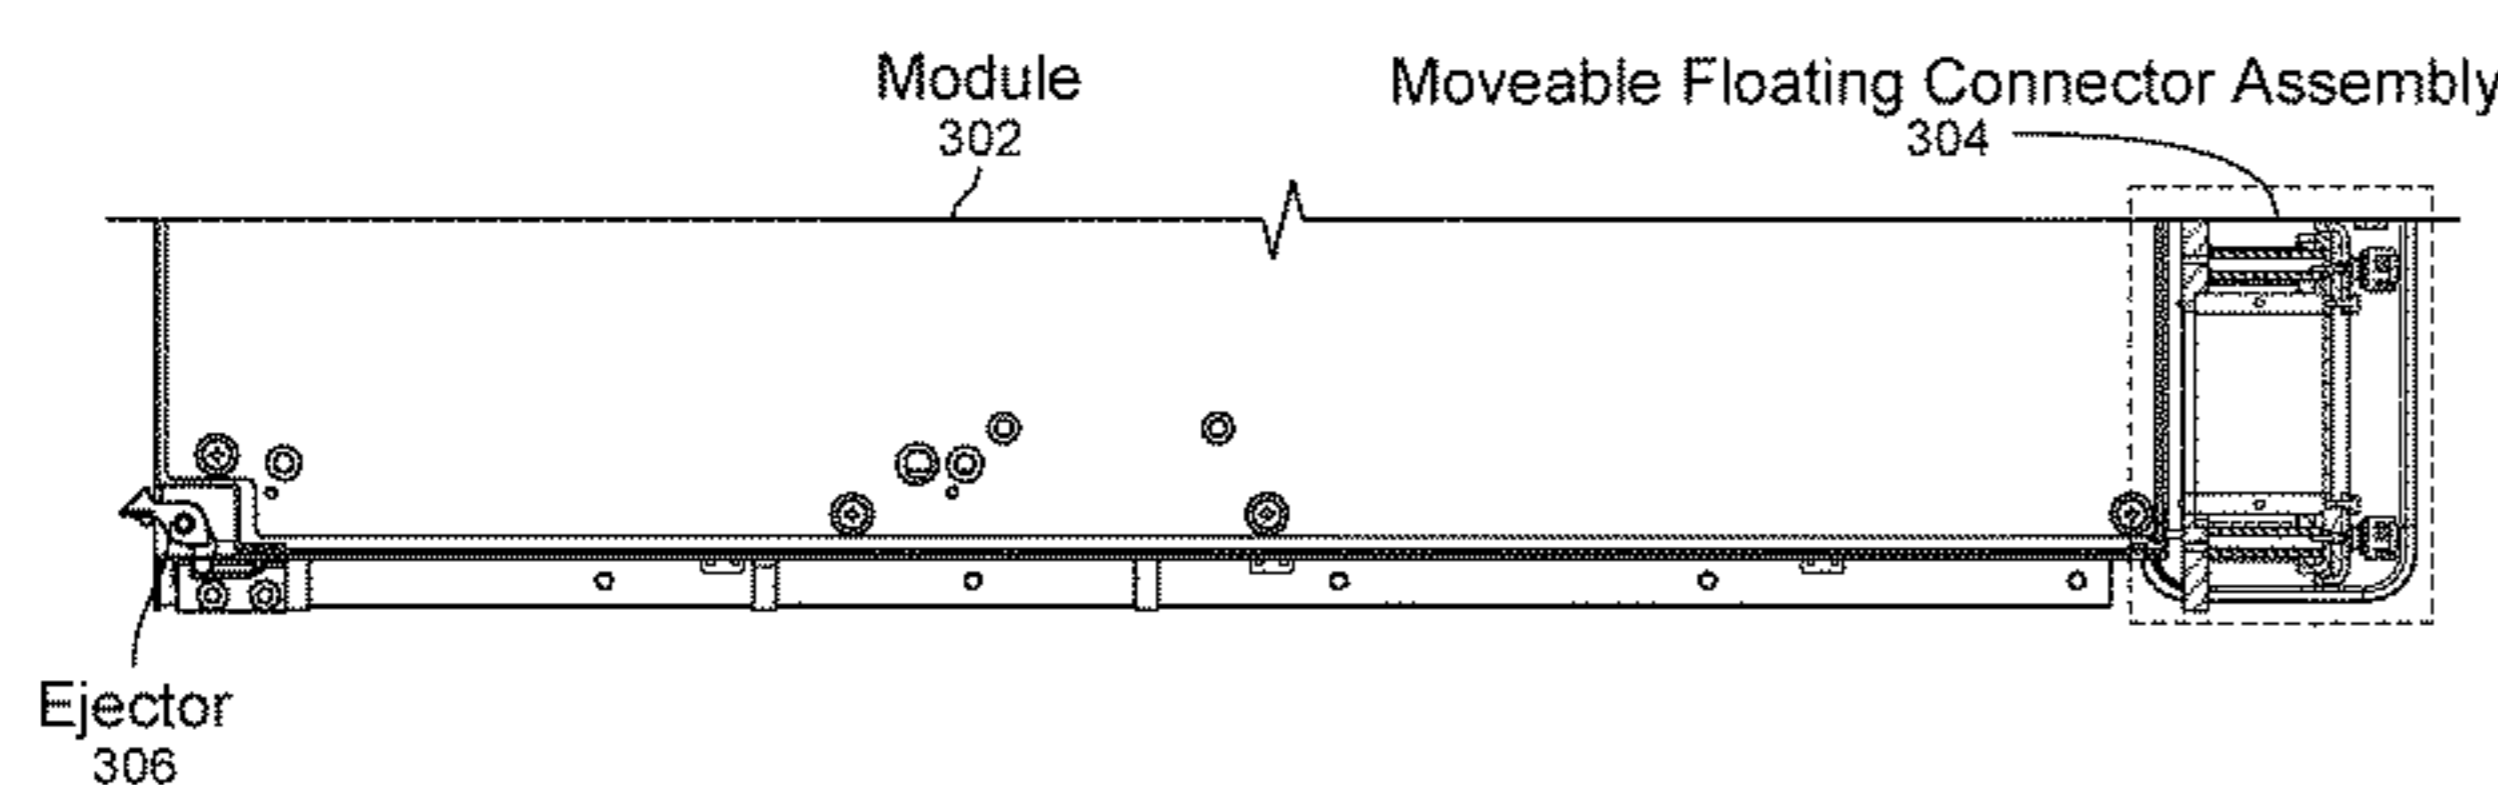 Module
302
Moveable Floating Connector Assembly
304
Ejector
306